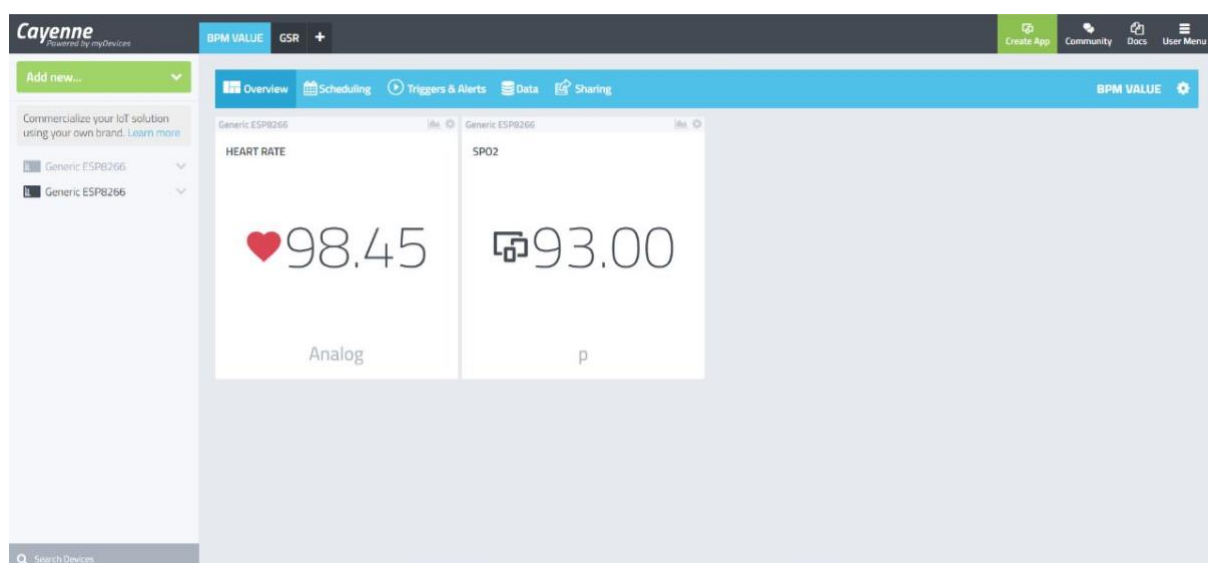 Cayenne
Powered by myDevices
BPM VALUE GSR +
Create App Community Docs User Menu
Add new...
Overview Scheduling Triggers & Alerts Data Sharing BPM VALUE
Commercialize your IoT solution
using your own brand. Learn more
Generic ESP8266
Generic ESP8266
Generic ESP8266 Generic ESP8266
HEART RATE SPO2
98.45 93.00
Analog p
Search Devices